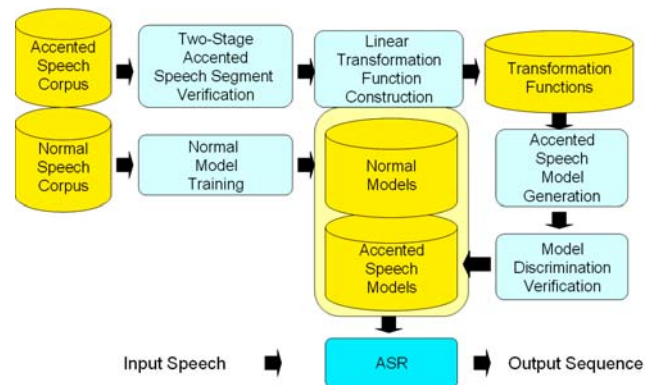 Accented
Speech
Corpus
Two-Stage
Accented
Speech Segment
Verification
Linear
Transformation
Function
Construction
Transformation
Functions
Normal
Speech
Corpus
Normal
Model
Training
Normal
Models
Accented
Speech
Model
Generation
Accented
Speech
Models
Model
Discrimination
Verification
Input Speech
ASR
Output Sequence